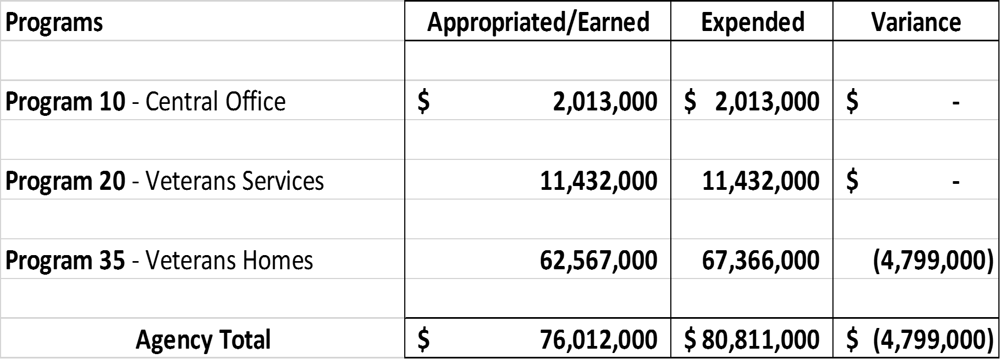 Programs Appropriated/Earned Expended Variance
Program 10 - Central Office $ 2,013,000 $ 2,013,000 $ -
Program 20 - Veterans Services 11,432,000 11,432,000 $ -
Program 35 - Veterans Homes 62,567,000 67,366,000 (4,799,000)
Agency Total $ 76,012,000 $ 80,811,000 $ (4,799,000)